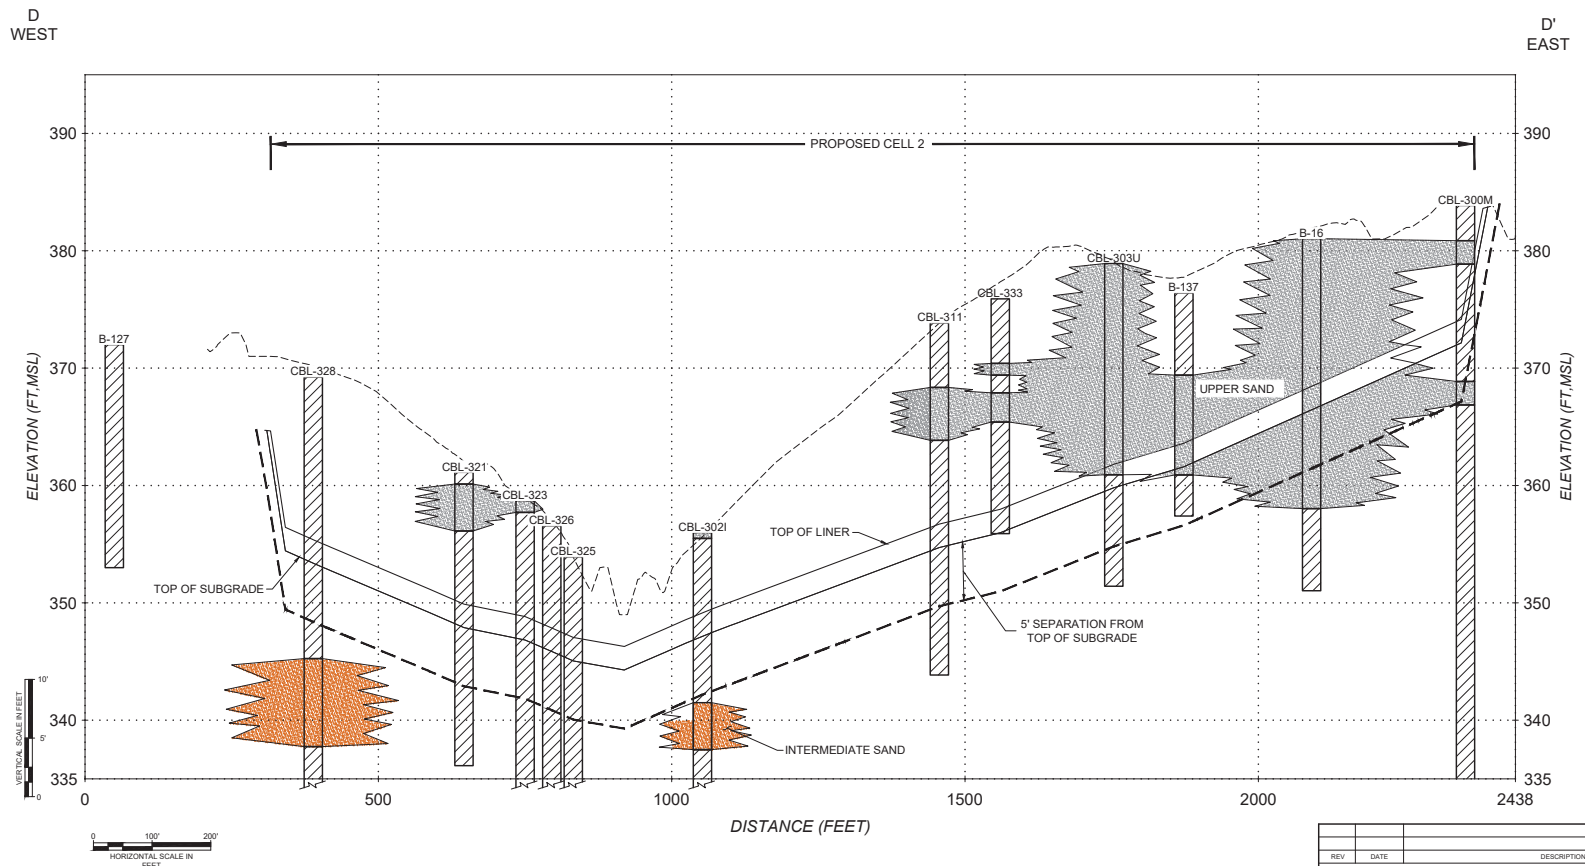 D
WEST
D'
EAST
390
390
PROPOSED CELL 2
CBL-300M
380
380
B-16
CBL-303U
B-137
CBL-333
CBL-311
B-127
370
370
CBL-328
UPPER SAND
ELEVATION (FT,MSL)
ELEVATION (FT,MSL)
360
360
CBL-321
CBL-323
CBL-326
CBL-302I
TOP OF LINER
CBL-325
TOP OF SUBGRADE
350
350
5' SEPARATION FROM
TOP OF SUBGRADE
10'
5'
0
VERTICAL SCALE IN FEET
340
340
INTERMEDIATE SAND
335
335
0
500
1000
1500
2000
2438
DISTANCE (FEET)
0
100'
200'
HORIZONTAL SCALE IN
FEET
REV
DATE
DESCRIPTION